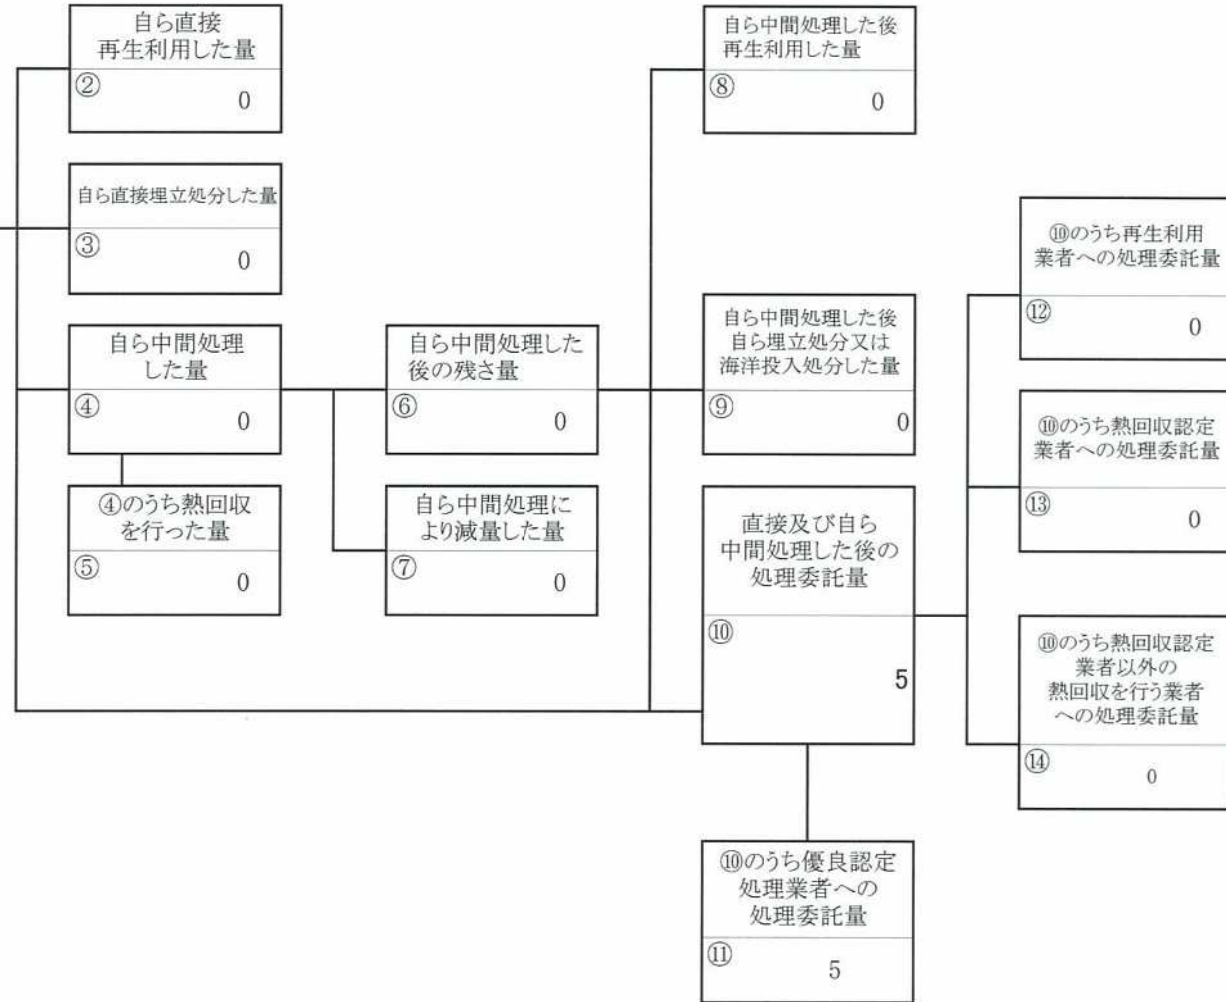 自ら直接
再生利用した量
②
0
自ら直接埋立処分した量
③
0
自ら中間処理
した量
④
0
④のうち熱回収
を行った量
⑤
0
自ら中間処理した
後の残さ量
⑥
0
自ら中間処理に
より減量した量
⑦
0
自ら中間処理した後
再生利用した量
⑧
0
自ら中間処理した後
自ら埋立処分又は
海洋投入処分した量
⑨
0
直接及び自ら
中間処理した後の
処理委託量
⑩
5
⑩のうち優良認定
処理業者への
処理委託量
⑪
5
⑩のうち再生利用
業者への処理委託量
⑫
0
⑩のうち熱回収認定
業者への処理委託量
⑬
0
⑩のうち熱回収認定
業者以外の
熱回収を行う業者
への処理委託量
⑭
0